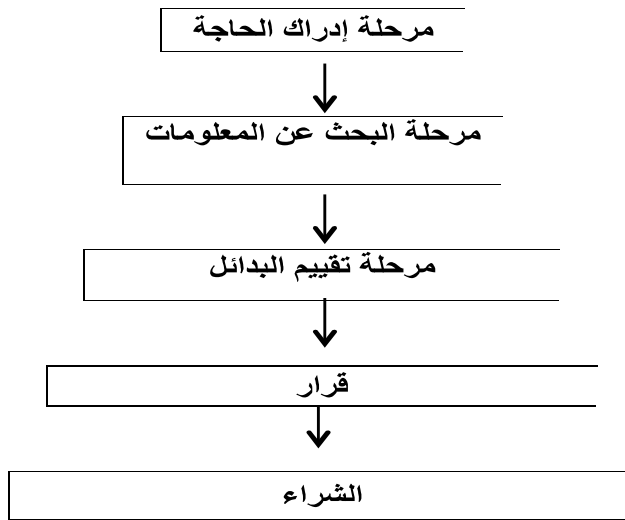 مرحلة إدراك الحاجة
مرحلة البحث عن المعلومات
مرحلة تقييم البدائل
قرار
الشراء